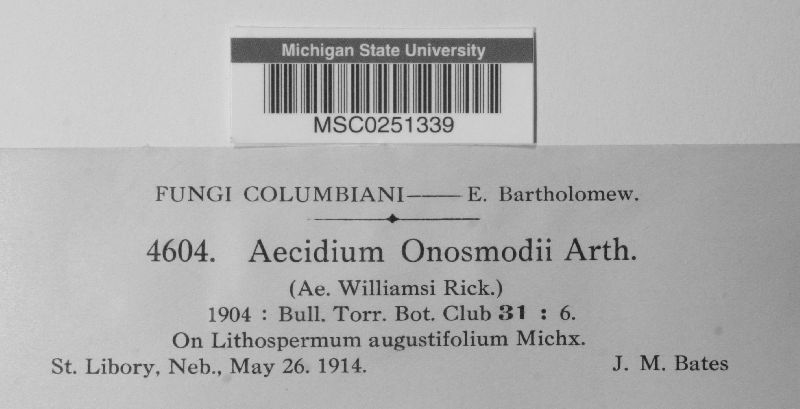 Michigan State University
MSC0251339
FUNGI COLUMBIANI—— E. Bartholomew.
4604. Aecidium Onosmodii Arth.
(Ae. Williamsi Rick.)
1904 : Bull. Torr. Bot. Club 31 : 6.
On Lithospermum augustifolium Michx.
St. Libory, Neb., May 26. 1914. J. M. Bates